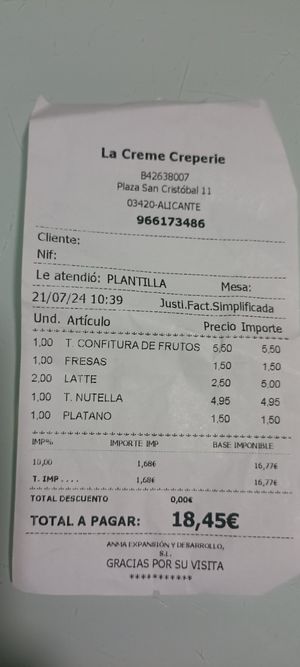 La Creme Creperie
B42638007
Plaza San Cristóbal 11
03420-ALICANTE
966173486
Cliente:
Nif:
Le atendió: PLANTILLA Mesa:
21/07/24 10:39 Justi.Fact.Simplificada
Und. Artículo Precio Importe
1,00 T. CONFITURA DE FRUTOS 5,50 5,50
1,00 FRESAS 1,50 1,50
2,00 LATTE 2,50 5,00
1,00 T. NUTELLA 4,95 4,95
1,00 PLATANO 1,50 1,50
IMP% IMPORTE IMP BASE IMPONIBLE
10,00 1,68€ 16,77€
T. IMP.... 1,68€ 16,77€
TOTAL DESCUENTO 0,00€
TOTAL A PAGAR: 18,45€
ANMA EXPANSIÓN Y DESARROLLO,
S.L.
GRACIAS POR SU VISITA
***********